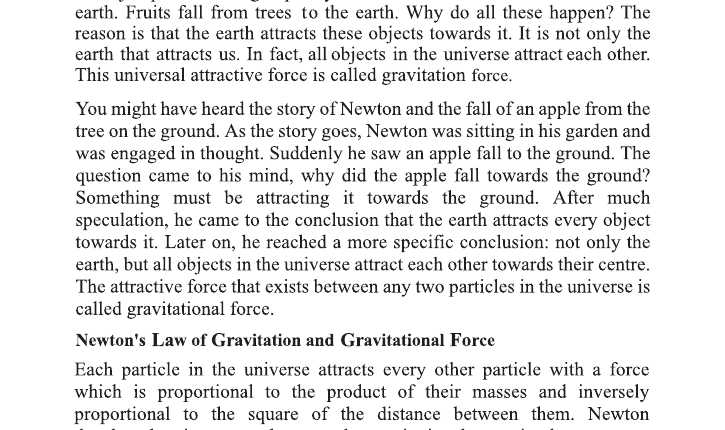 earth. Fruits fall from trees to the earth. Why do all these happen? The
reason is that the earth attracts these objects towards it. It is not only the
earth that attracts us. In fact, all objects in the universe attract each other.
This universal attractive force is called gravitation force.
You might have heard the story of Newton and the fall of an apple from the
tree on the ground. As the story goes, Newton was sitting in his garden and
was engaged in thought. Suddenly he saw an apple fall to the ground. The
question came to his mind, why did the apple fall towards the ground?
Something must be attracting it towards the ground. After much
speculation, he came to the conclusion that the earth attracts every object
towards it. Later on, he reached a more specific conclusion: not only the
earth, but all objects in the universe attract each other towards their centre.
The attractive force that exists between any two particles in the universe is
called gravitational force.
Newton's Law of Gravitation and Gravitational Force
Each particle in the universe attracts every other particle with a force
which is proportional to the product of their masses and inversely
proportional to the square of the distance between them. Newton